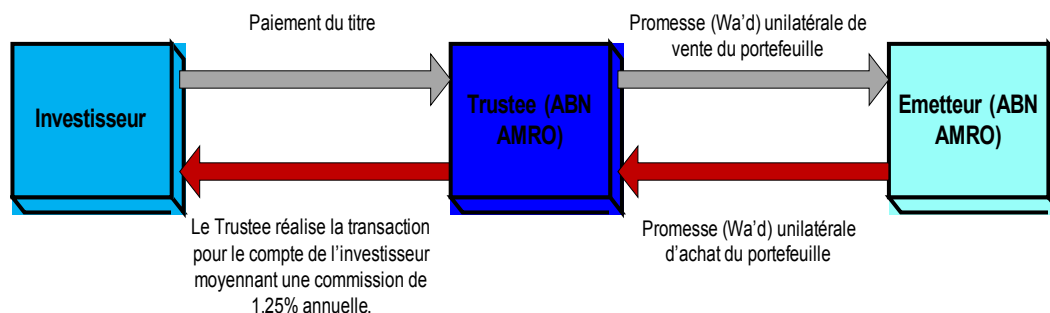 Paiement du titre
Promesse (Wa'd) unilatérale de
vente du portefeuille
Investisseur
Trustee (ABN
AMRO)
Emetteur (ABN
AMRO)
Le Trustee réalise la transaction
pour le compte de l'investisseur
moyennant une commission de
1,25% annuelle.
Promesse (Wa'd) unilatérale
d'achat du portefeuille